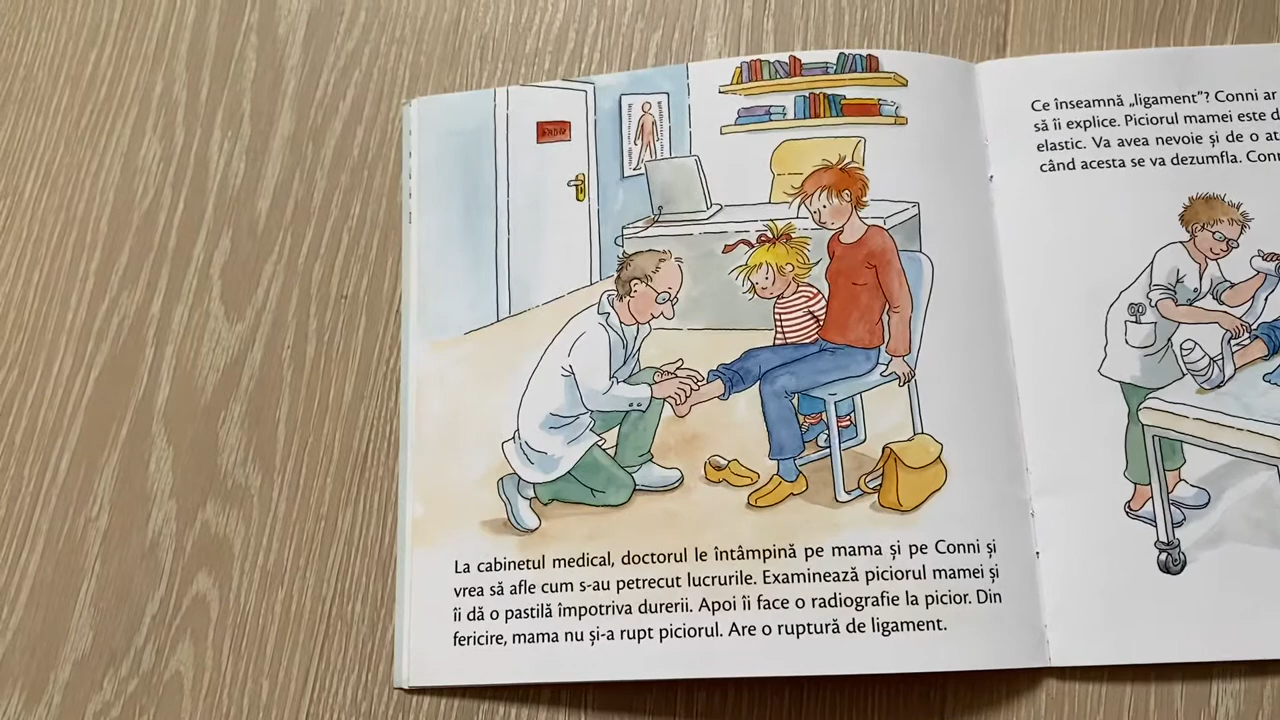 La cabinetul medical, doctorul le întâmpină pe mama și pe Conni și
vrea să afle cum s-au petrecut lucrurile. Examinează piciorul mamei și
îi dă o pastilă împotriva durerii. Apoi îi face o radiografie la picior. Din
fericire, mama nu și-a rupt piciorul. Are o ruptură de ligament.
Ce înseamnă „ligament”? Conni ar
să îi explice. Piciorul mamei este
elastic. Va avea nevoie și de o
când acesta se va dezumfla.